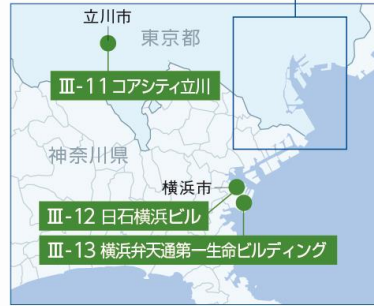 立川市
東京都
Ⅲ-11 コアシティ立川
神奈川県
横浜市
Ⅲ-12 日石横浜ビル
Ⅲ-13 横浜弁天通第一生命ビルディング